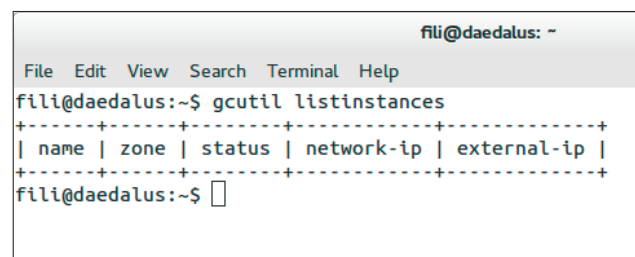 fili@daedalus: ~
File Edit View Search Terminal Help
fili@daedalus:~$ gcutil listinstances
+------+------+--------+------------+-------------+
| name | zone | status | network-ip | external-ip |
+------+------+--------+------------+-------------+
fili@daedalus:~$